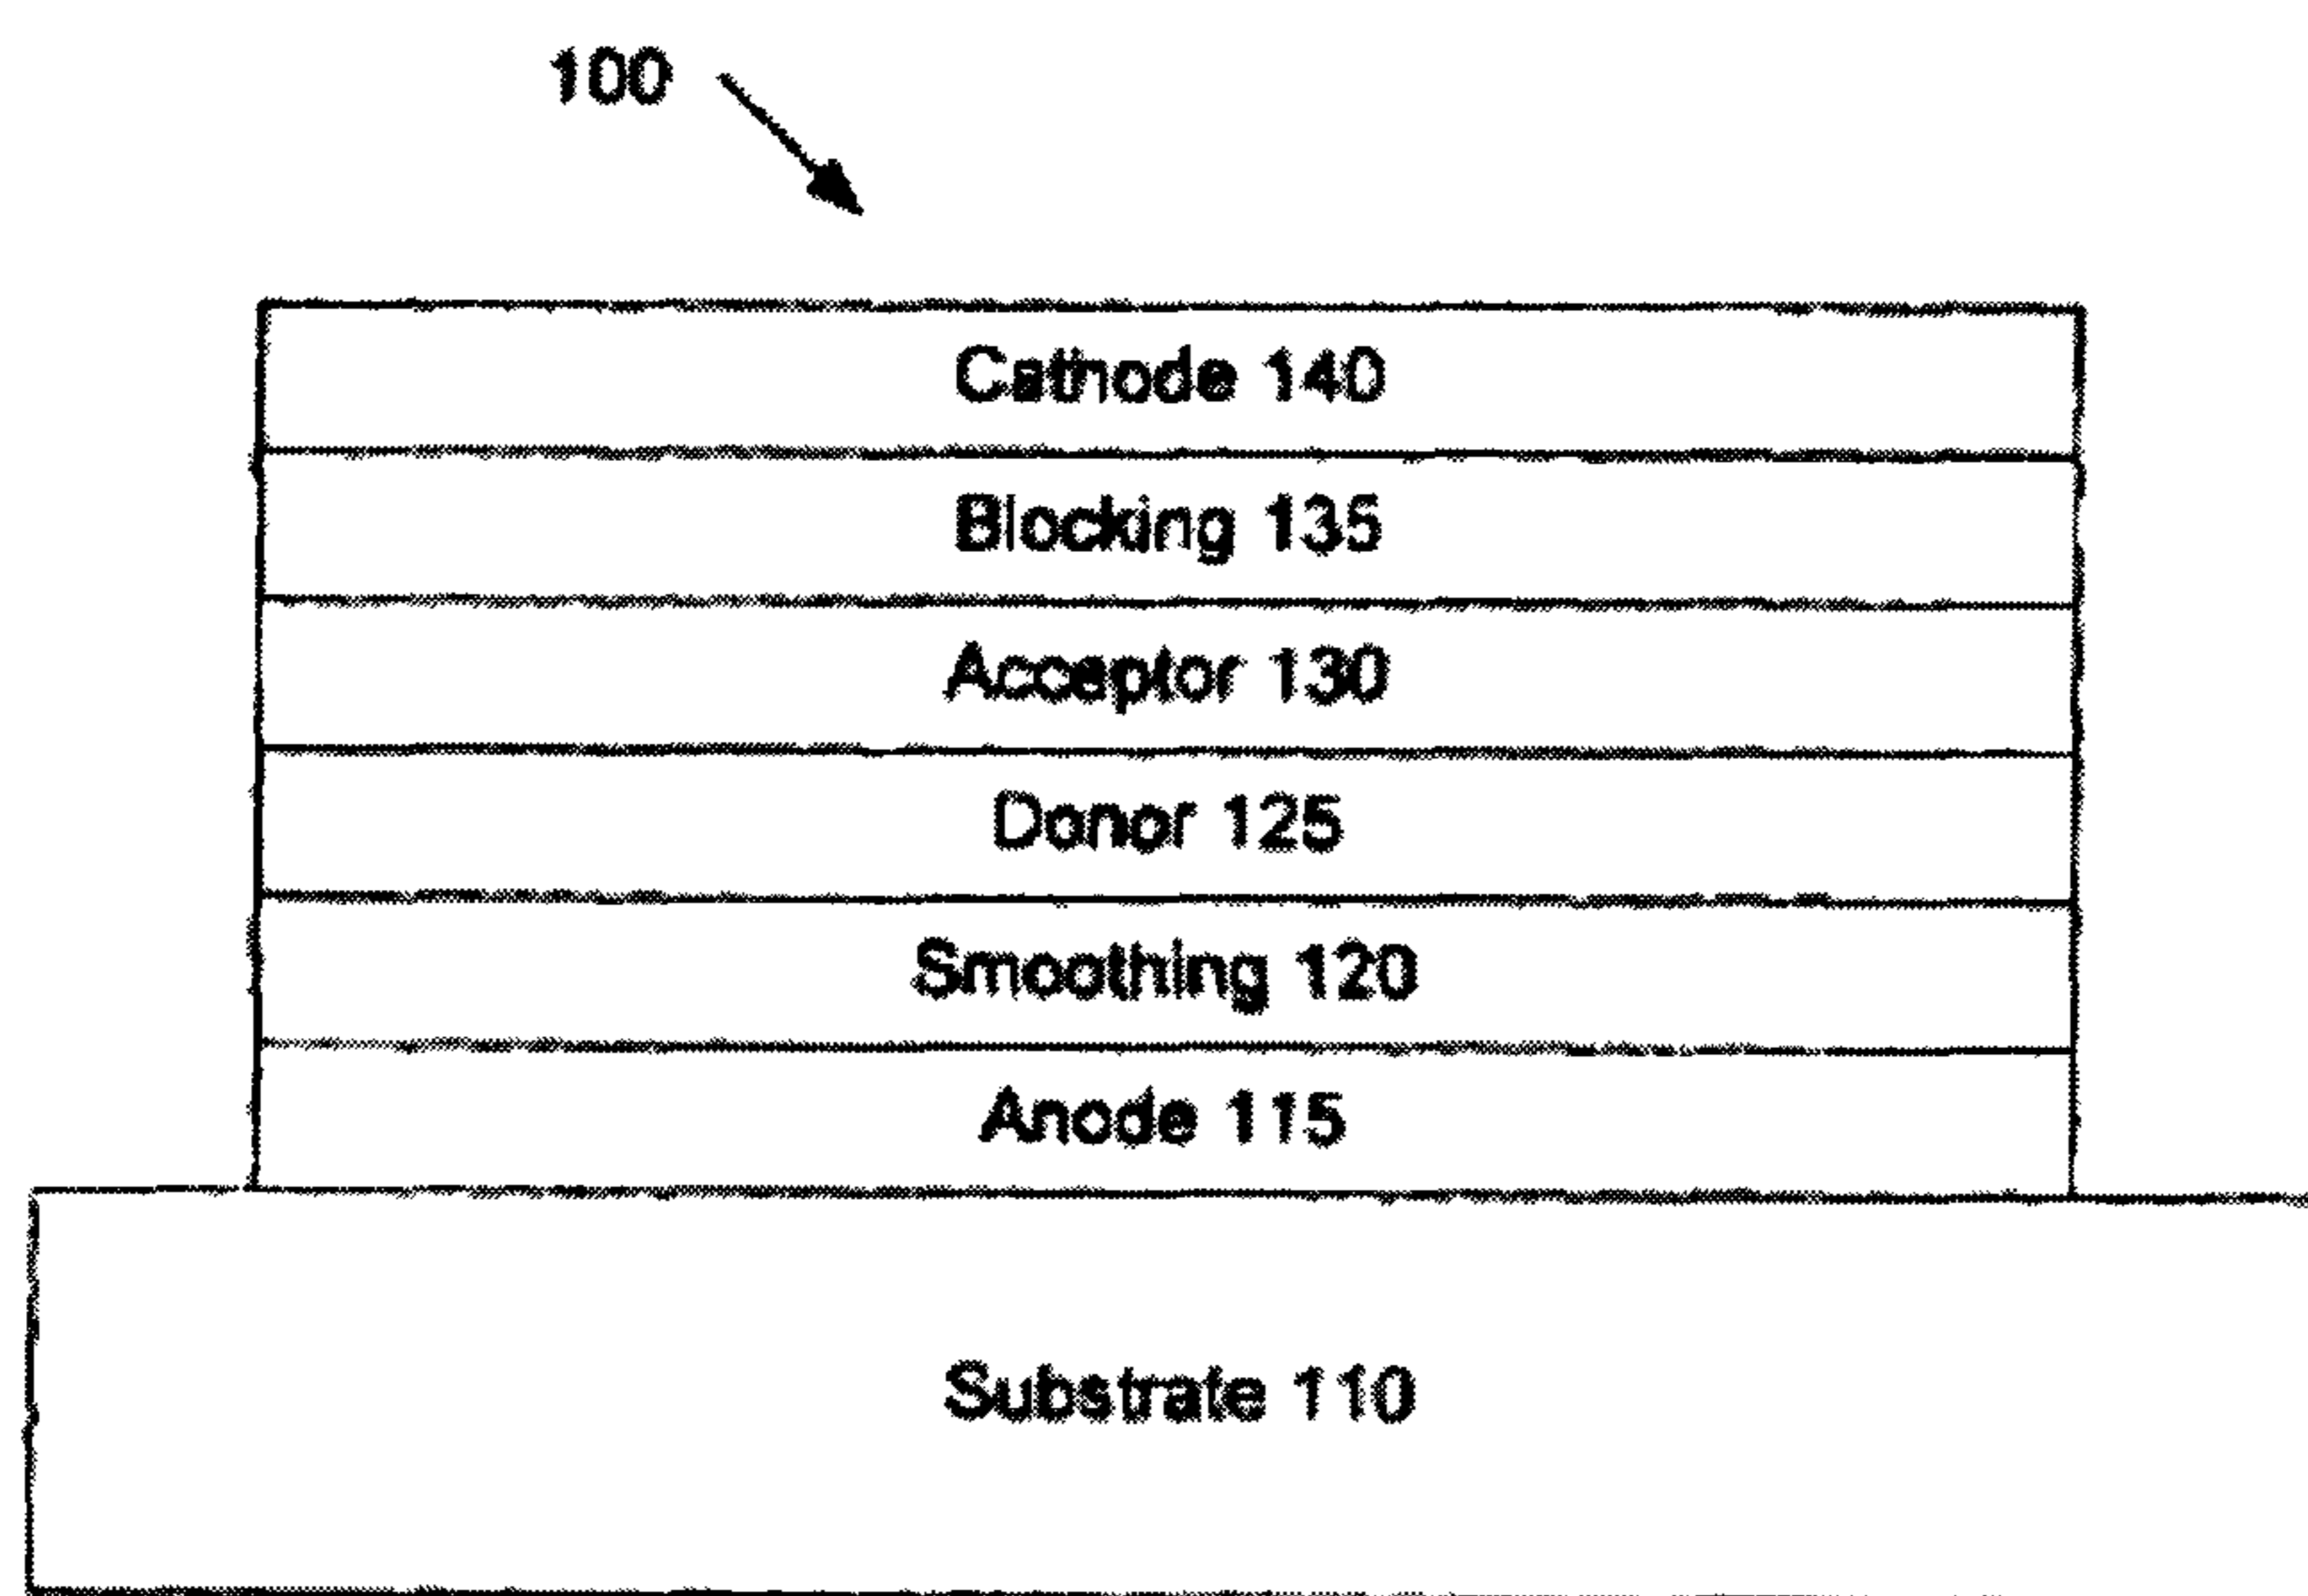 100
Cathode 140
Blocking 135
Acceptor 130
Donor 125
Smoothing 120
Anode 115
Substrate 110